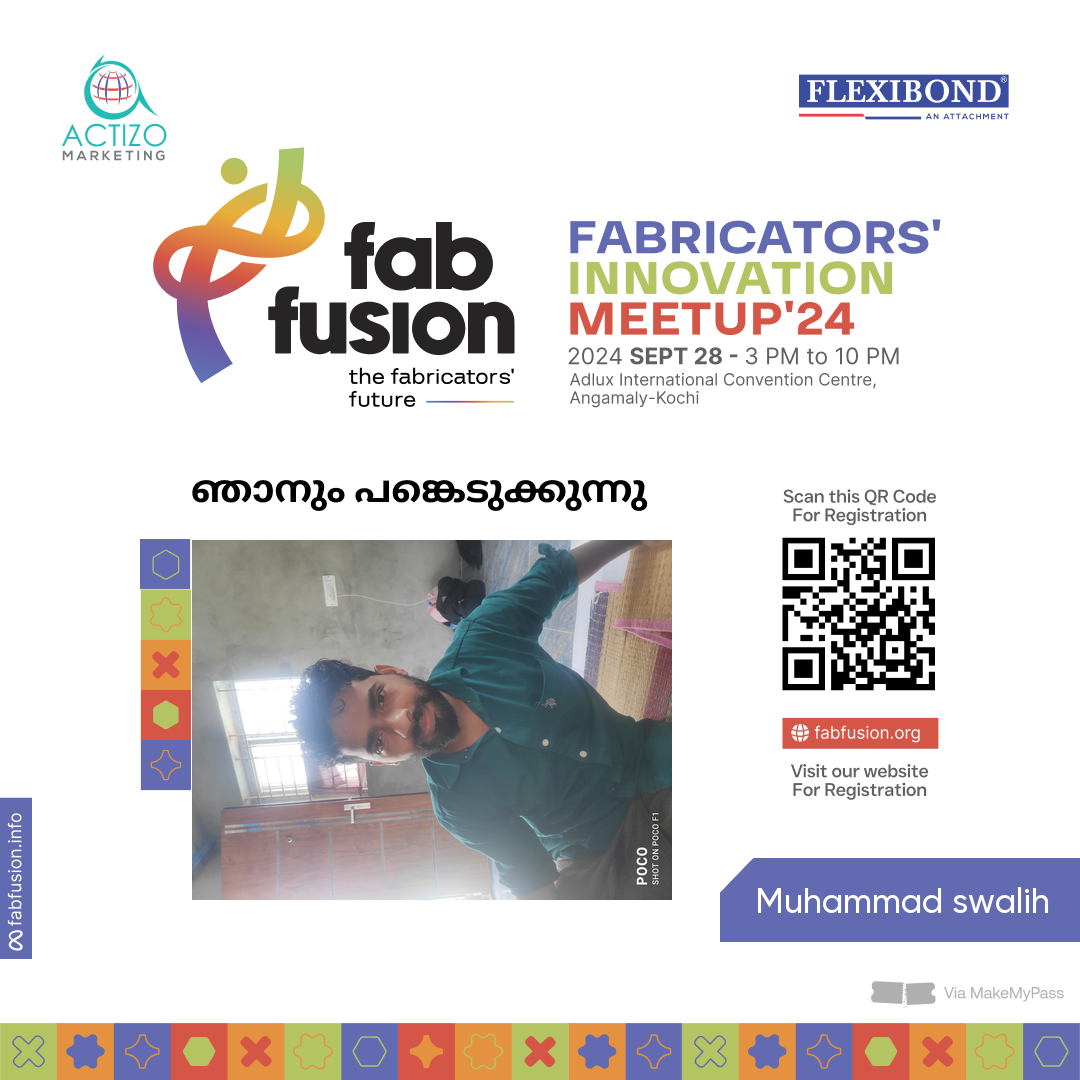 ACTIZO
MARKETING
FLEXIBOND®
AN ATTACHMENT
fab
fusion
the fabricators'
future
FABRICATORS'
INNOVATION
MEETUP'24
2024 SEPT 28 - 3 PM to 10 PM
Adlux International Convention Centre,
Angamaly-Kochi
ഞാനും പങ്കെടുക്കുന്നു
Scan this QR Code
For Registration
fabfusion.org
Visit our website
For Registration
POCO
SHOT ON POCO F1
fabfusion.info
Muhammad swalih
Via MakeMyPass